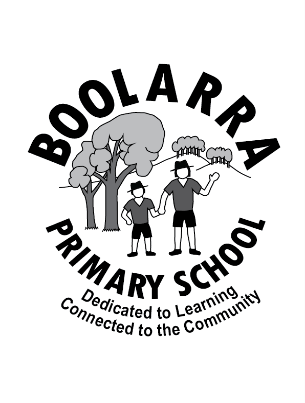 BOOLARRA
PRIMARY SCHOOL
Dedicated to Learning
Connected to the Community